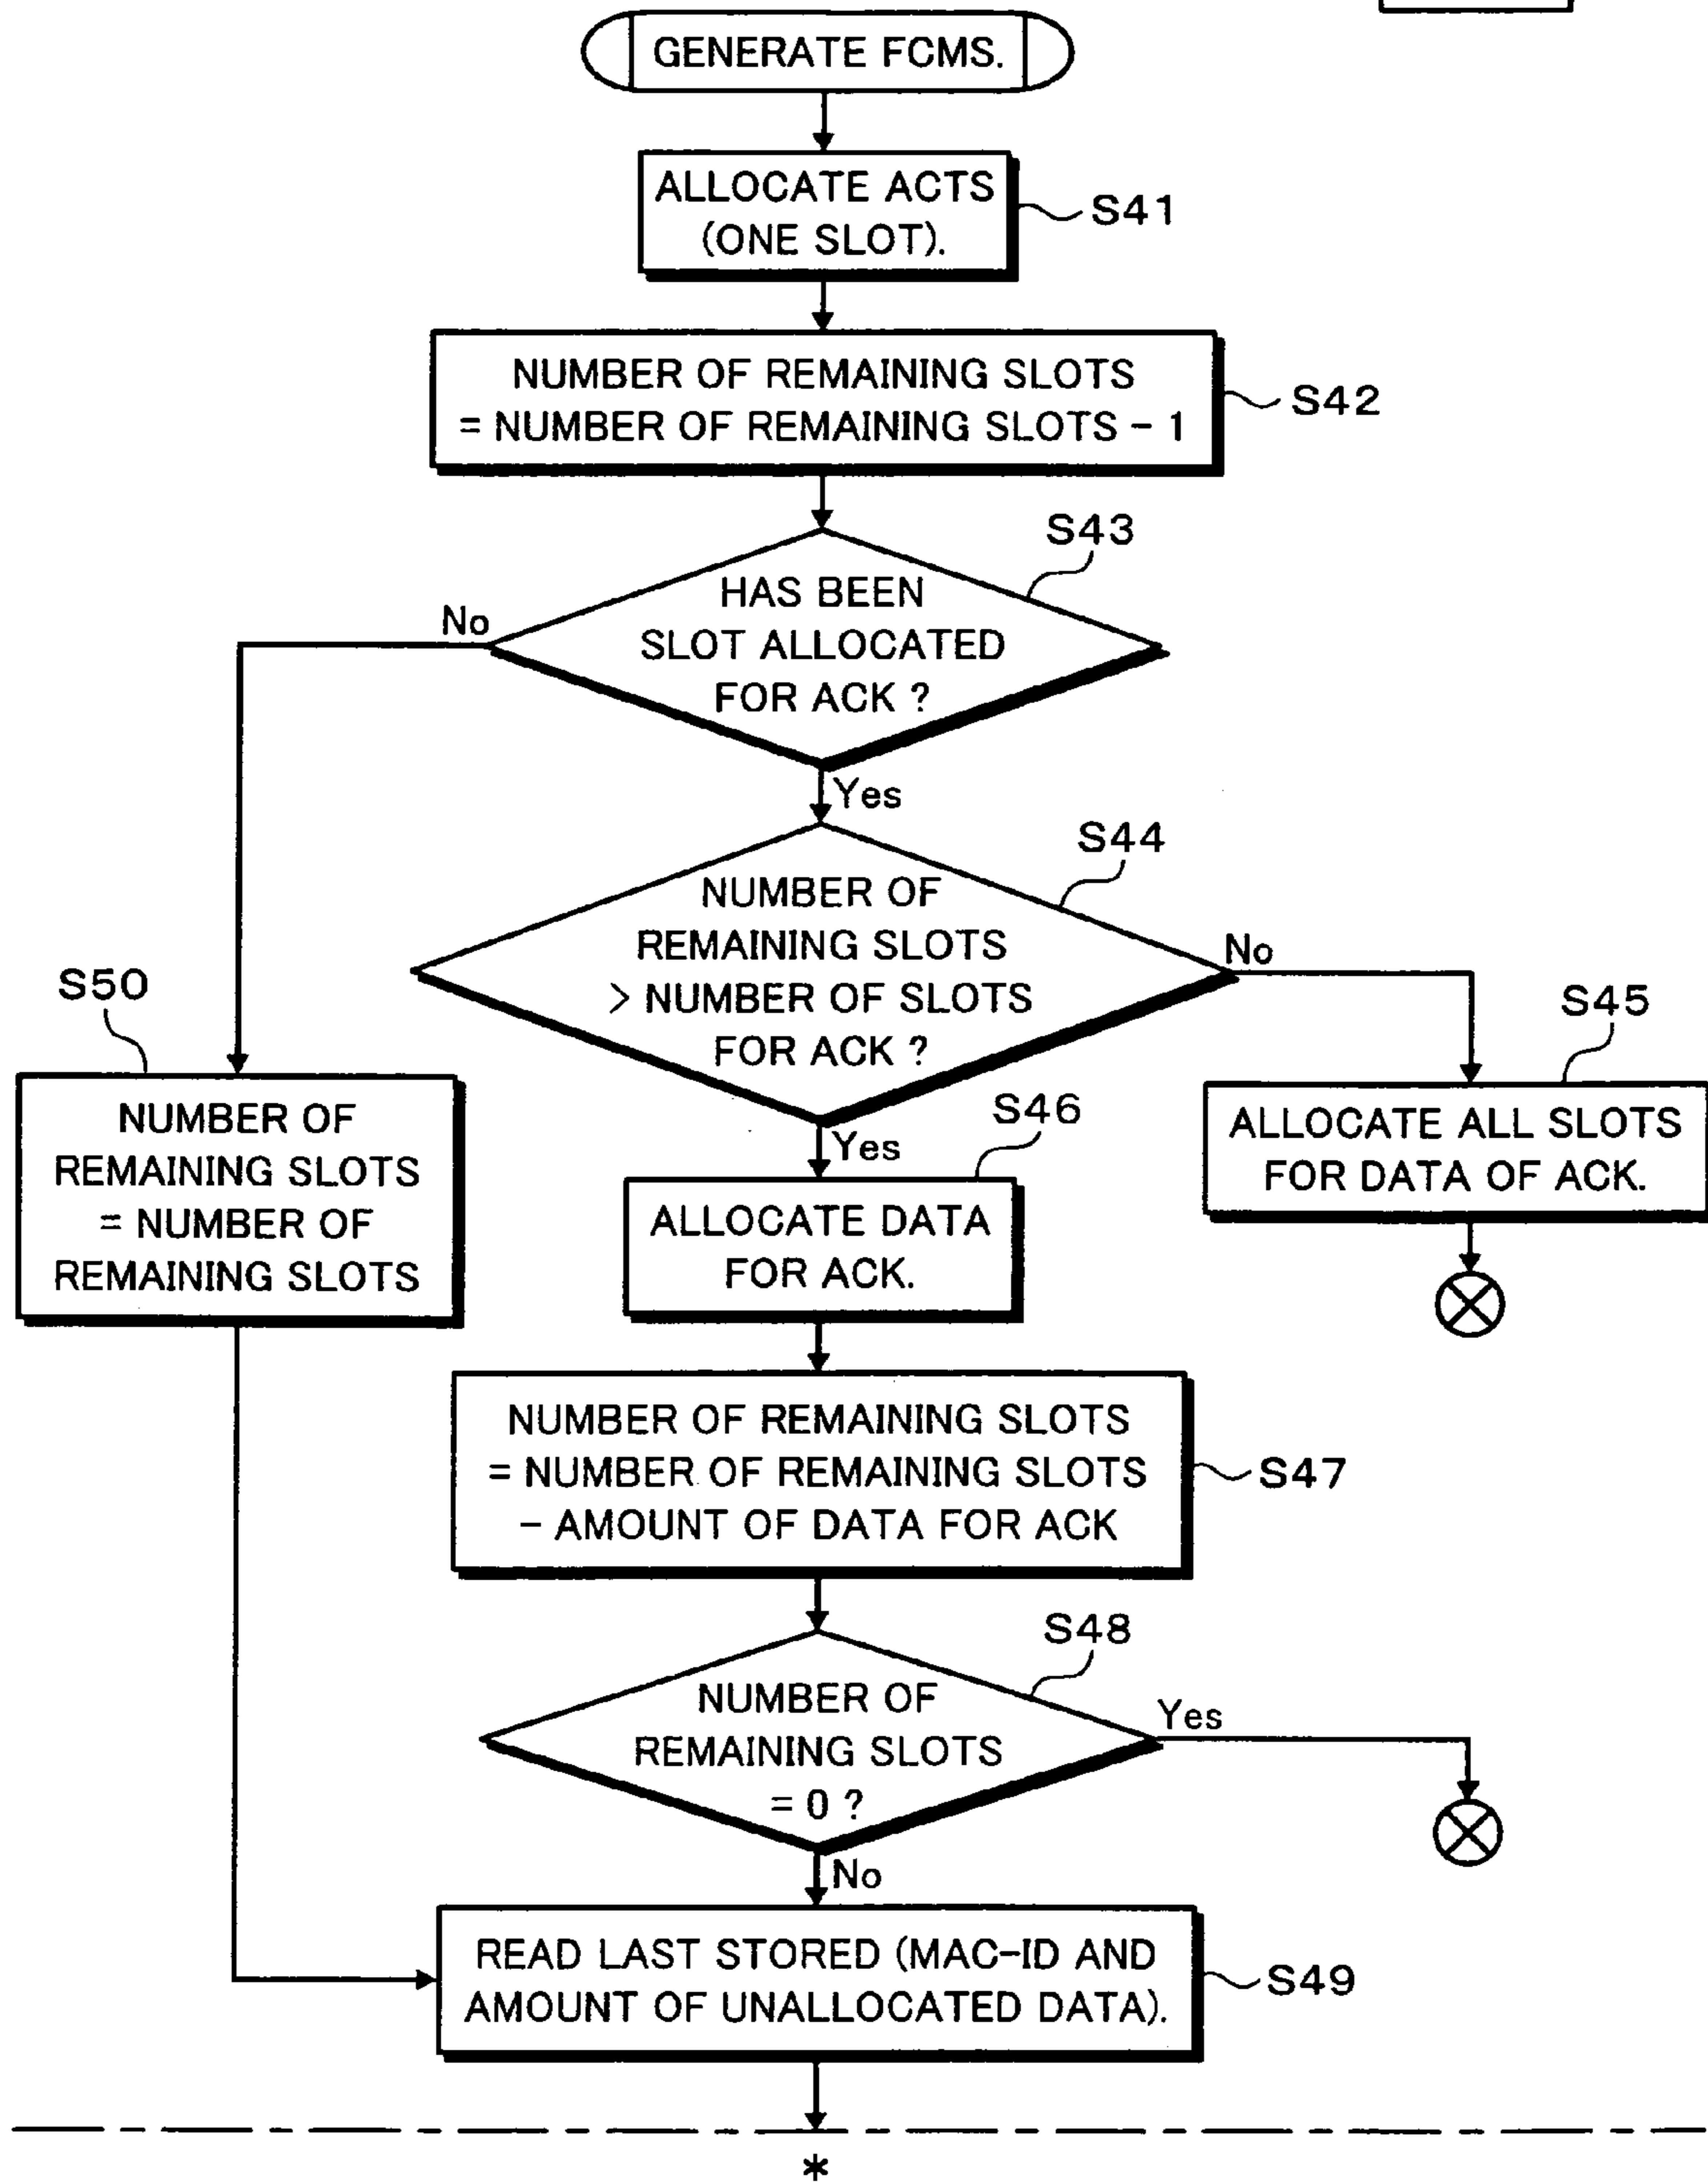 GENERATE FCMS.
ALLOCATE ACTS
(ONE SLOT).
S41
NUMBER OF REMAINING SLOTS
= NUMBER OF REMAINING SLOTS - 1
S42
S43
HAS BEEN
SLOT ALLOCATED
FOR ACK ?
No
Yes
S44
NUMBER OF
REMAINING SLOTS
> NUMBER OF SLOTS
FOR ACK ?
No
Yes
S45
ALLOCATE ALL SLOTS
FOR DATA OF ACK.
S50
NUMBER OF
REMAINING SLOTS
= NUMBER OF
REMAINING SLOTS
S46
ALLOCATE DATA
FOR ACK.
NUMBER OF REMAINING SLOTS
= NUMBER OF REMAINING SLOTS
- AMOUNT OF DATA FOR ACK
S47
S48
NUMBER OF
REMAINING SLOTS
= 0 ?
Yes
No
READ LAST STORED (MAC-ID AND
AMOUNT OF UNALLOCATED DATA).
S49
*